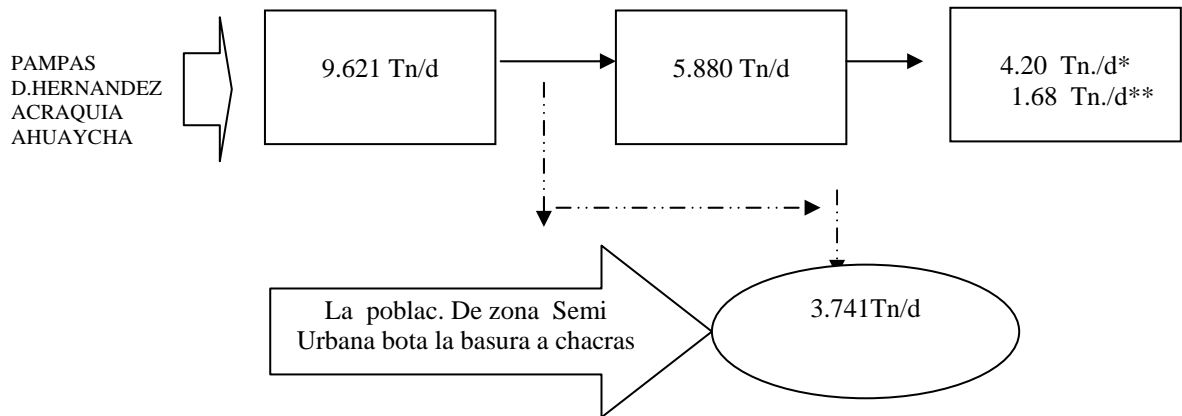 PAMPAS
D.HERNANDEZ
ACRAQUIA
AHUAYCHA
9.621 Tn/d
5.880 Tn/d
4.20 Tn./d*
1.68 Tn./d**
La poblac. De zona Semi
Urbana bota la basura a chacras
3.741Tn/d